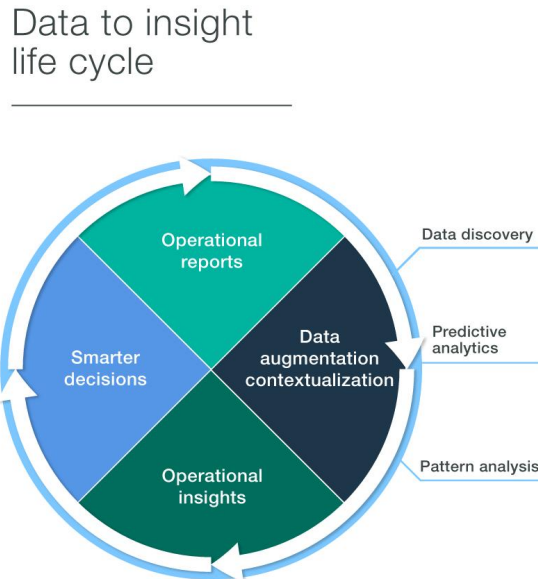 Data to insight
life cycle
Operational
reports
Data discovery
Predictive
analytics
Data
augmentation
contextualization
Smarter
decisions
Pattern analysis
Operational
insights